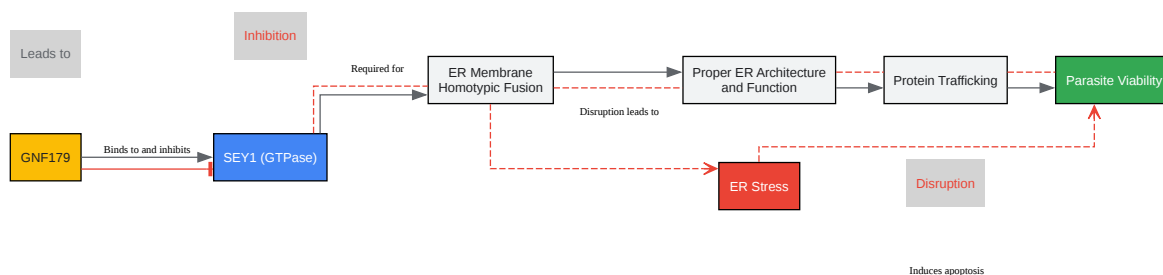 Leads to
Inhibition
Required for
ER Membrane
Homotypic Fusion
Proper ER Architecture
and Function
Protein Trafficking
Parasite Viability
Disruption leads to
GNF179
Binds to and inhibits
SEY1 (GTPase)
ER Stress
Disruption
Induces apoptosis